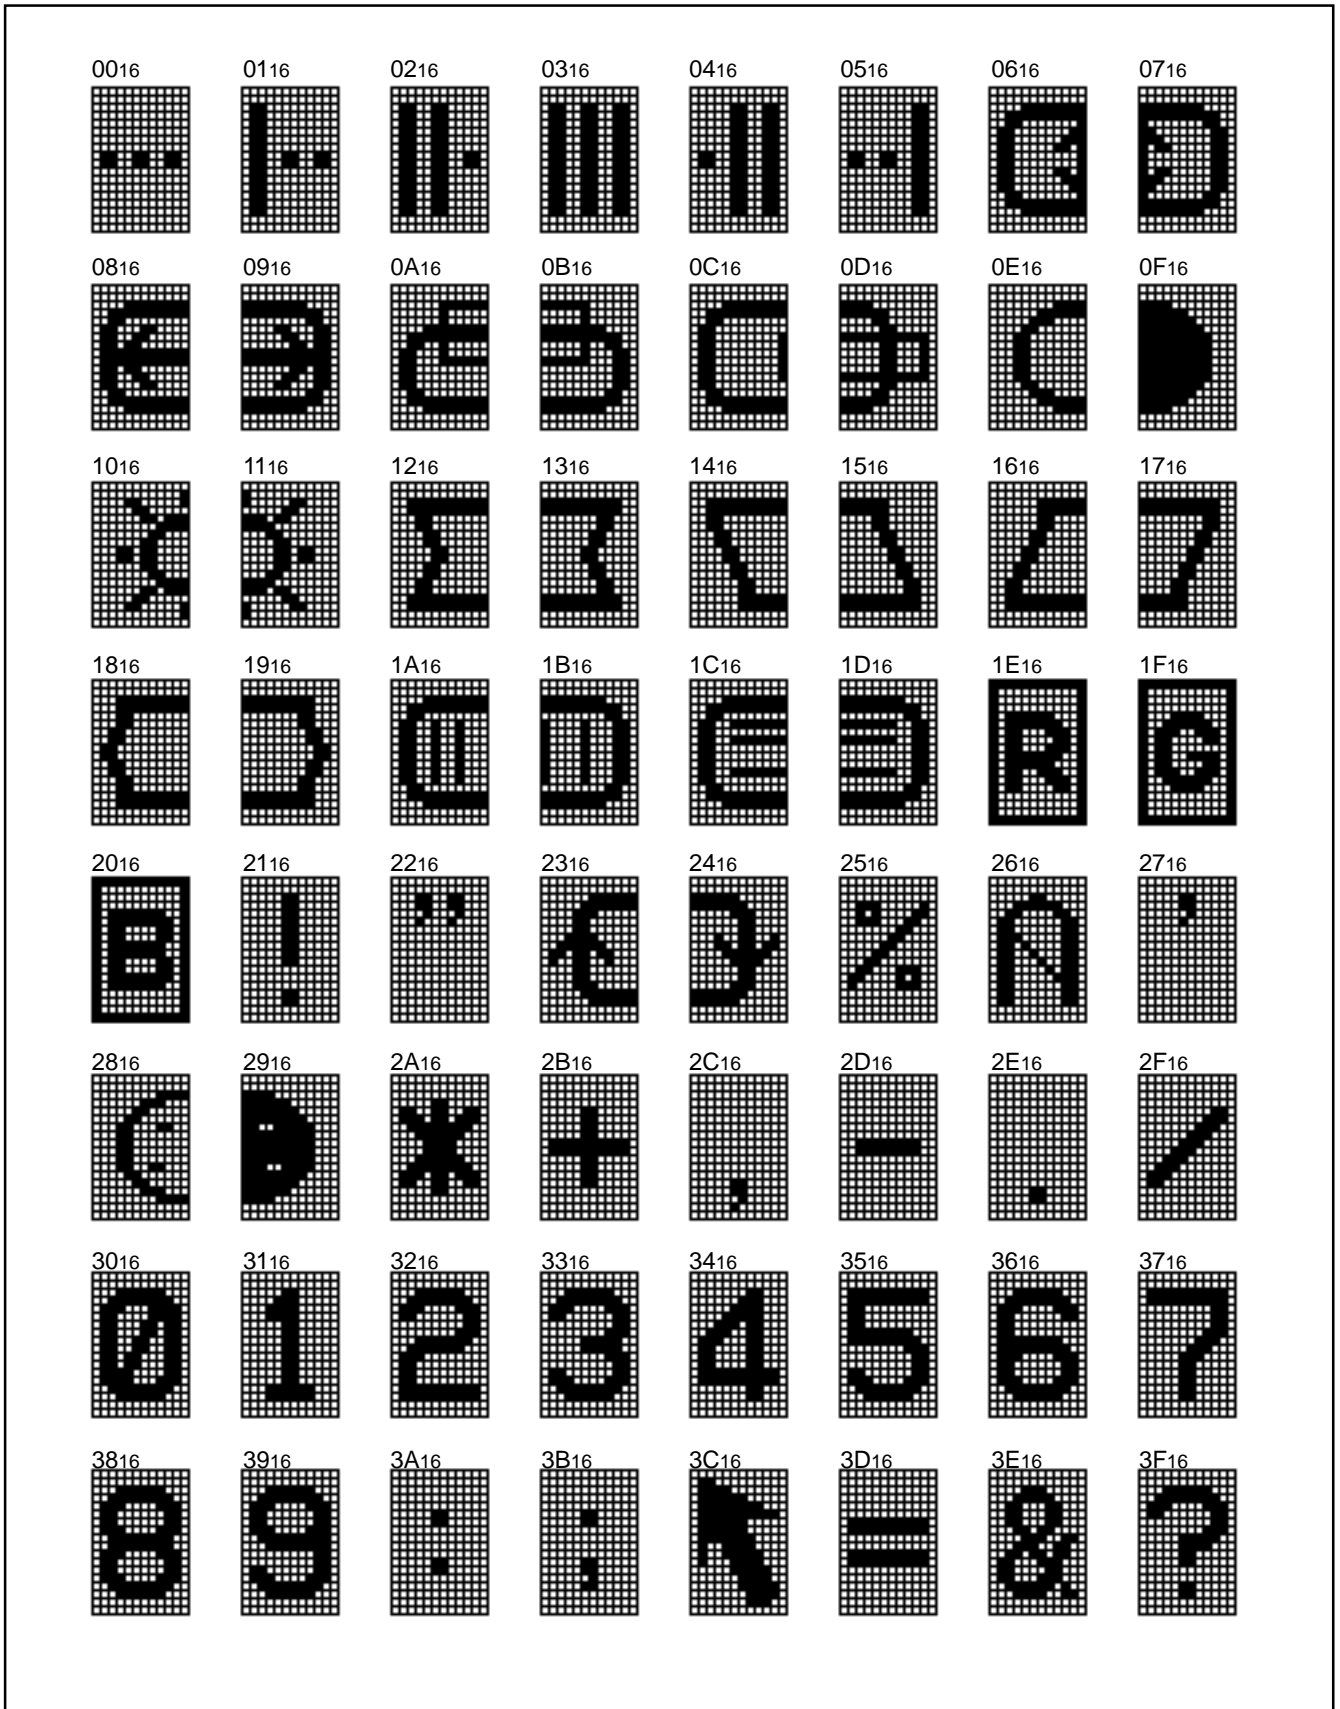 0016 0116 0216 0316 0416 0516 0616 0716
0816 0916 0A16 0B16 0C16 0D16 0E16 0F16
1016 1116 1216 1316 1416 1516 1616 1716
1816 1916 1A16 1B16 1C16 1D16 1E16 1F16
R G
2016 2116 2216 2316 2416 2516 2616 2716
B ! " % '
2816 2916 2A16 2B16 2C16 2D16 2E16 2F16
* + , - . /
3016 3116 3216 3316 3416 3516 3616 3716
0 1 2 3 4 5 6 7
3816 3916 3A16 3B16 3C16 3D16 3E16 3F16
8 9 : ; = & ?